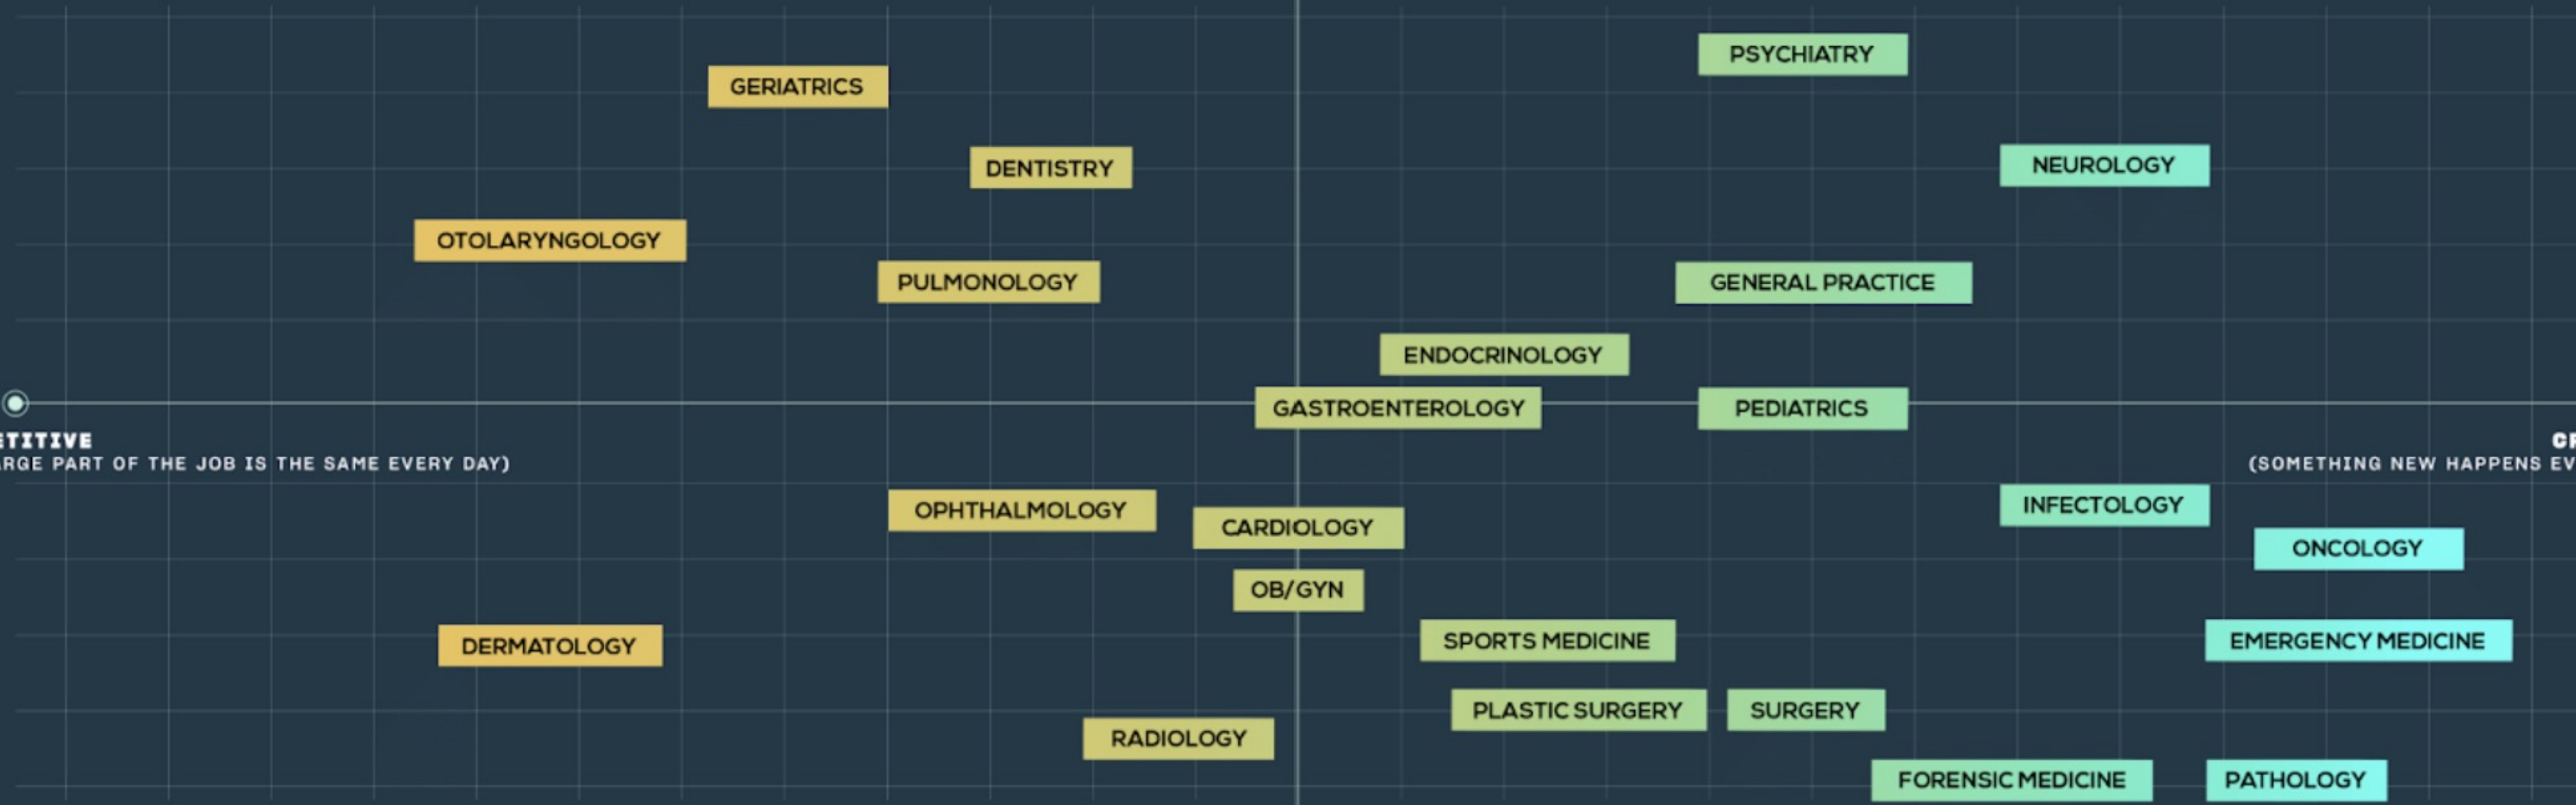 PSYCHIATRY
GERIATRICS
DENTISTRY
NEUROLOGY
OTOLARYNGOLOGY
PULMONOLOGY
GENERAL PRACTICE
ENDOCRINOLOGY
GASTROENTEROLOGY
PEDIATRICS
ETITIVE
ARGE PART OF THE JOB IS THE SAME EVERY DAY)
(SOMETHING NEW HAPPENS EV
OPHTHALMOLOGY
CARDIOLOGY
INFECTOLOGY
ONCOLOGY
OB/GYN
DERMATOLOGY
SPORTS MEDICINE
EMERGENCY MEDICINE
PLASTIC SURGERY
SURGERY
RADIOLOGY
FORENSIC MEDICINE
PATHOLOGY